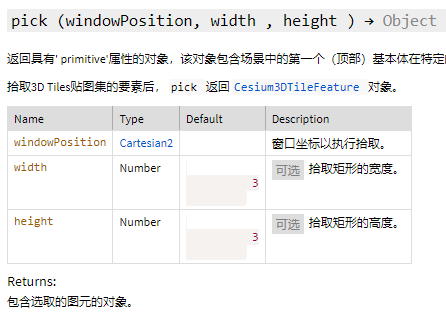 pick (windowPosition, width , height ) → Object
返回具有' primitive'属性的对象，该对象包含场景中的第一个（顶部）基本体在特定
拾取3D Tiles贴图集的要素后， pick 返回 Cesium3DTileFeature 对象。
Name Type Default Description
windowPosition Cartesian2 窗口坐标以执行拾取。
width Number 3 可选 拾取矩形的宽度。
height Number 3 可选 拾取矩形的高度。
Returns:
包含选取的图元的对象。